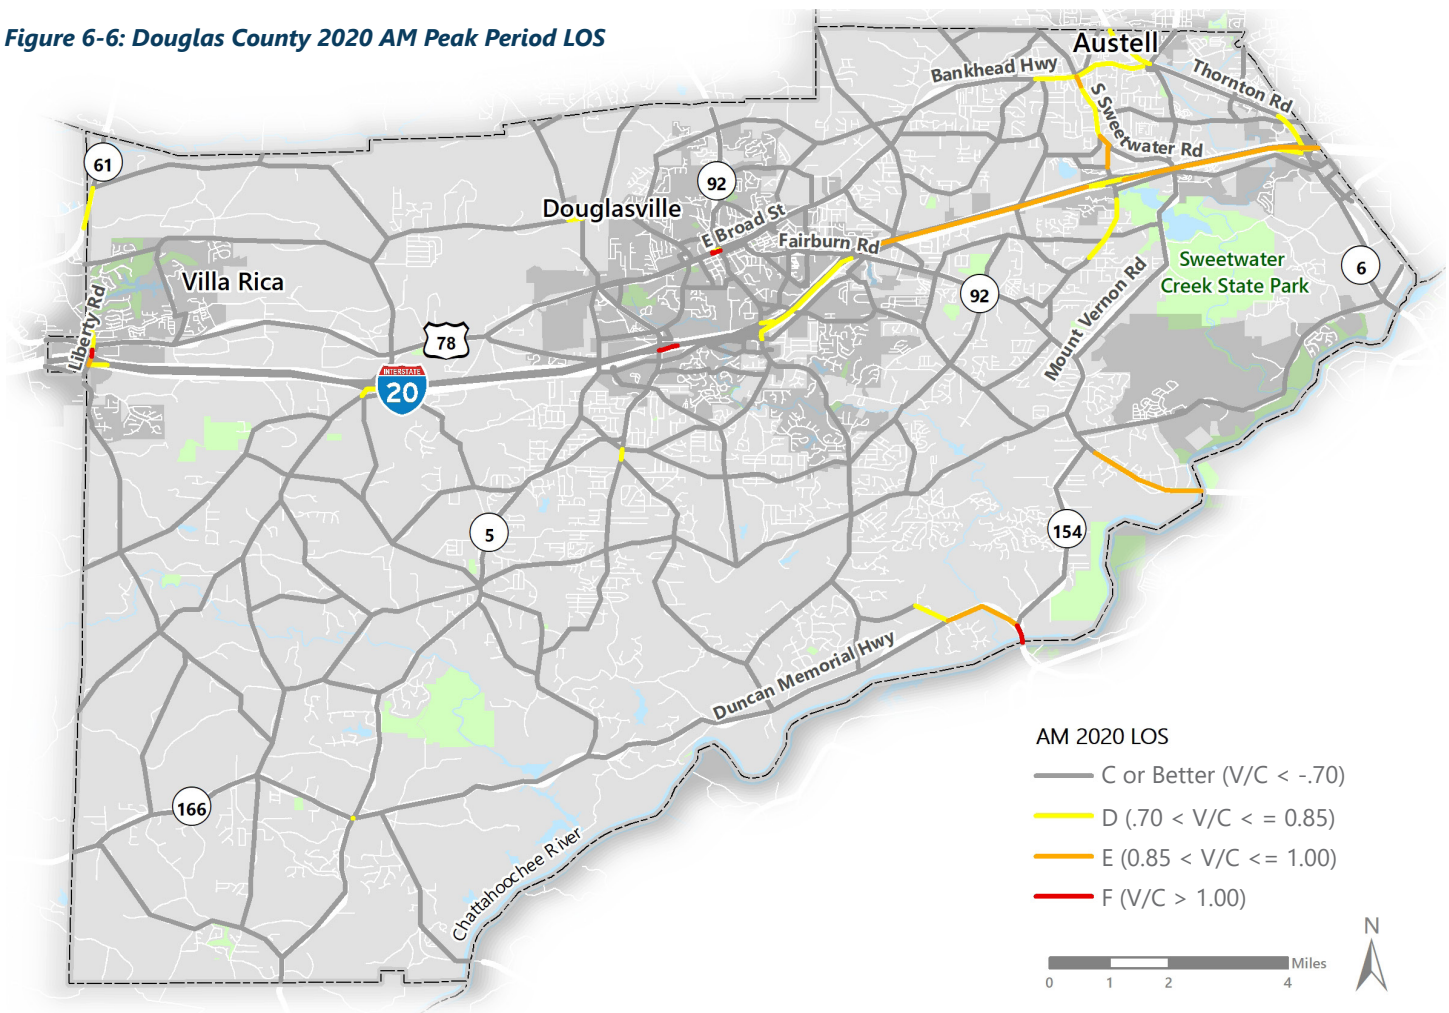 Figure 6-6: Douglas County 2020 AM Peak Period LOS
Austell
Bankhead Hwy
Thornton Rd
S Sweetwater Rd
61
92
Douglasville
E Broad St
Fairburn Rd
Sweetwater
Creek State Park
6
Villa Rica
92
Mount Vernon Rd
Liberty Rd
78
INTERSTATE
20
5
154
Duncan Memorial Hwy
166
Chattahoochee River
AM 2020 LOS
C or Better (V/C < -.70)
D (.70 < V/C < = 0.85)
E (0.85 < V/C <= 1.00)
F (V/C > 1.00)
N
Miles
0 1 2 4